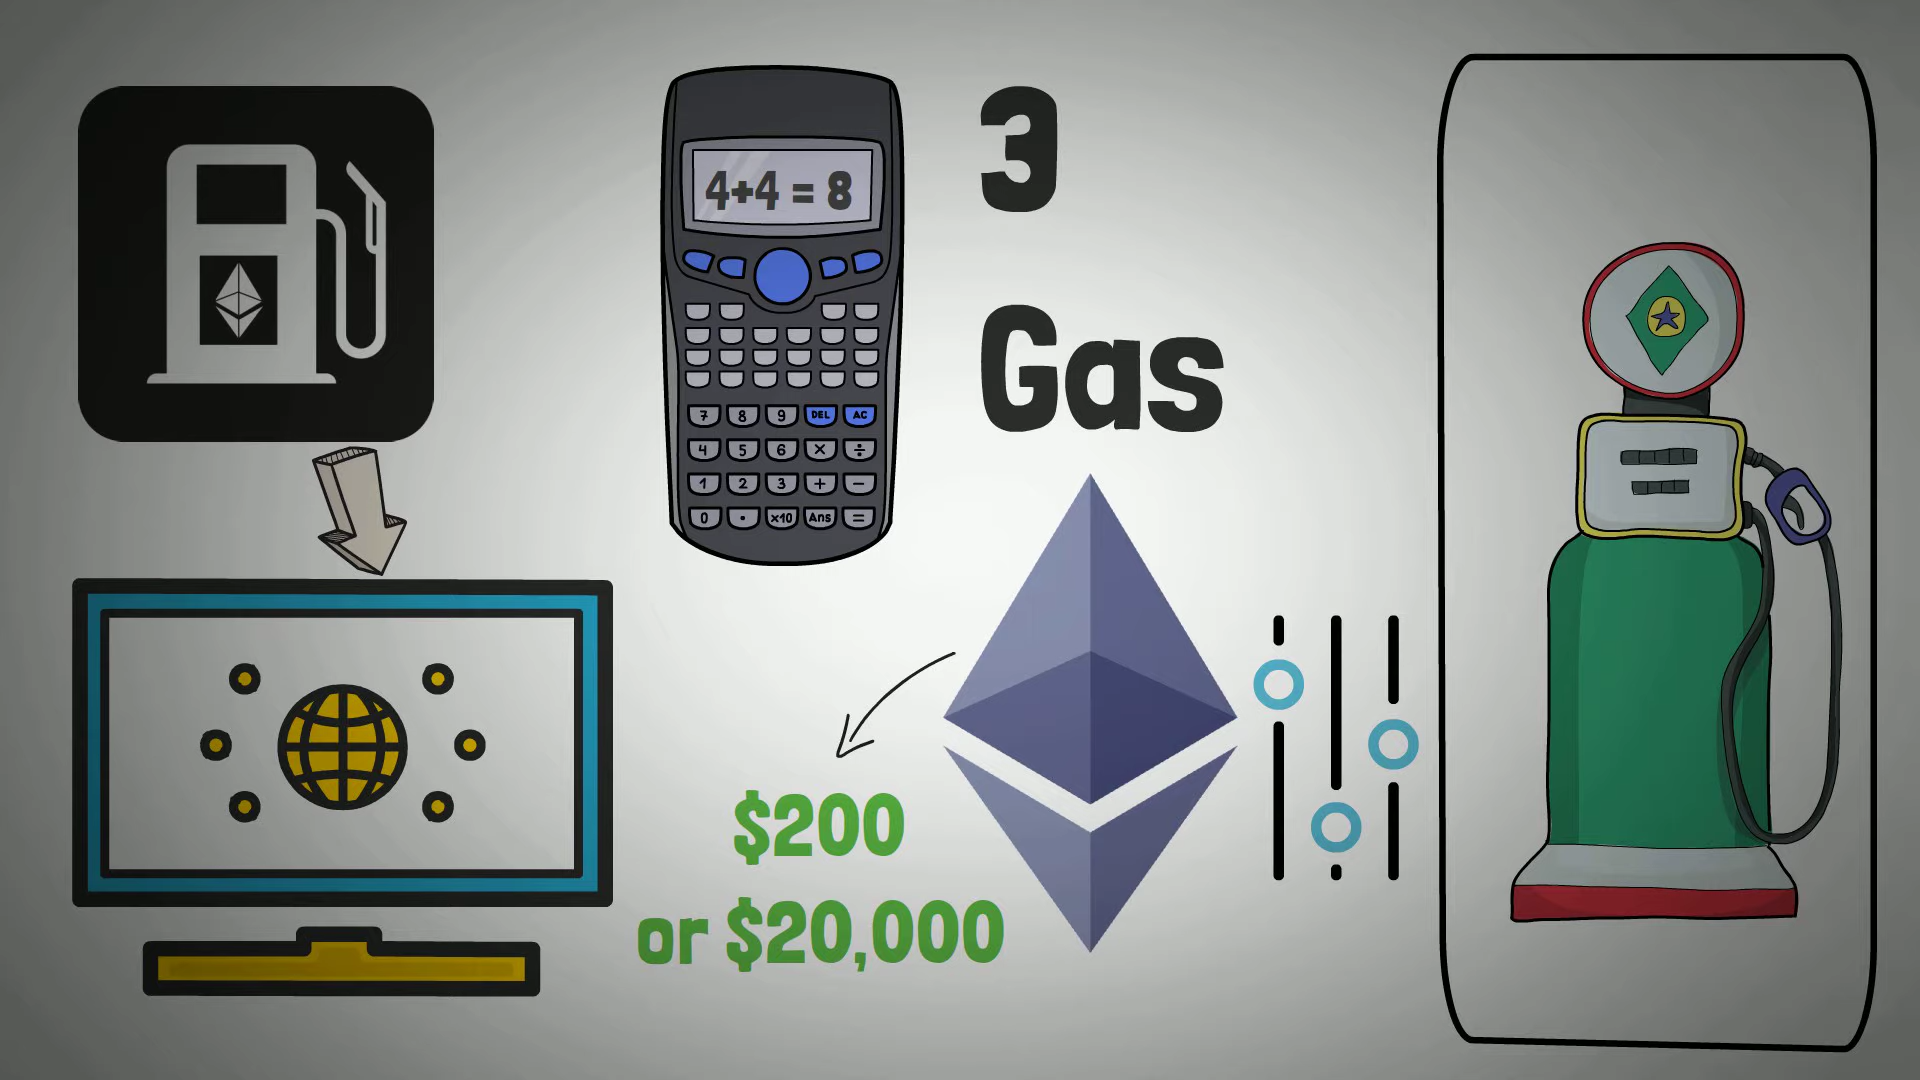 4+4 = 8
3
Gas
7 8 9 DEL AC
4 5 6 × ÷
1 2 3 + −
0 . ×10 Ans =
$200
or $20,000